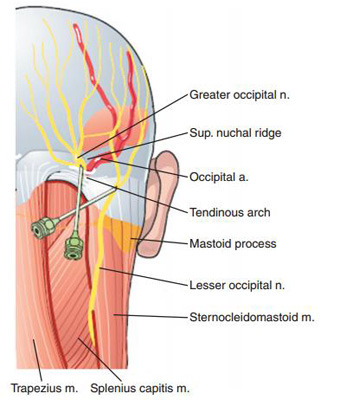 Greater occipital n.
Sup. nuchal ridge
Occipital a.
Tendinous arch
Mastoid process
Lesser occipital n.
Sternocleidomastoid m.
Trapezius m. Splenius capitis m.